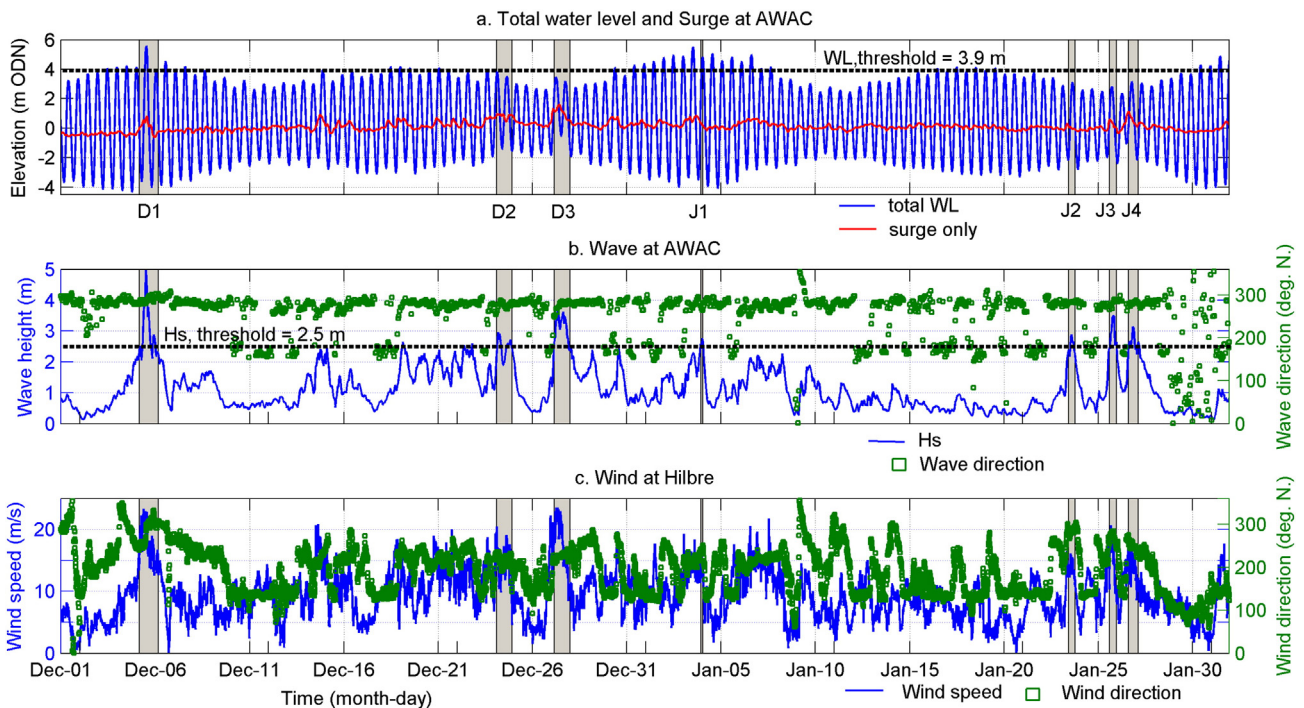 a. Total water level and Surge at AWAC
Elevation (m ODN)
6
4
2
0
-2
-4
WL,threshold = 3.9 m
D1
D2
D3
J1
J2
J3
J4
total WL
surge only
b. Wave at AWAC
Wave height (m)
5
4
3
2
1
0
Hs, threshold = 2.5 m
300
200
100
0
Wave direction (deg. N.)
Hs
Wave direction
c. Wind at Hilbre
Wind speed (m/s)
20
10
0
300
200
100
0
Wind direction (deg. N.)
Dec-01 Dec-06 Dec-11 Dec-16 Dec-21 Dec-26 Dec-31 Jan-05 Jan-10 Jan-15 Jan-20 Jan-25 Jan-30
Time (month-day)
Wind speed Wind direction